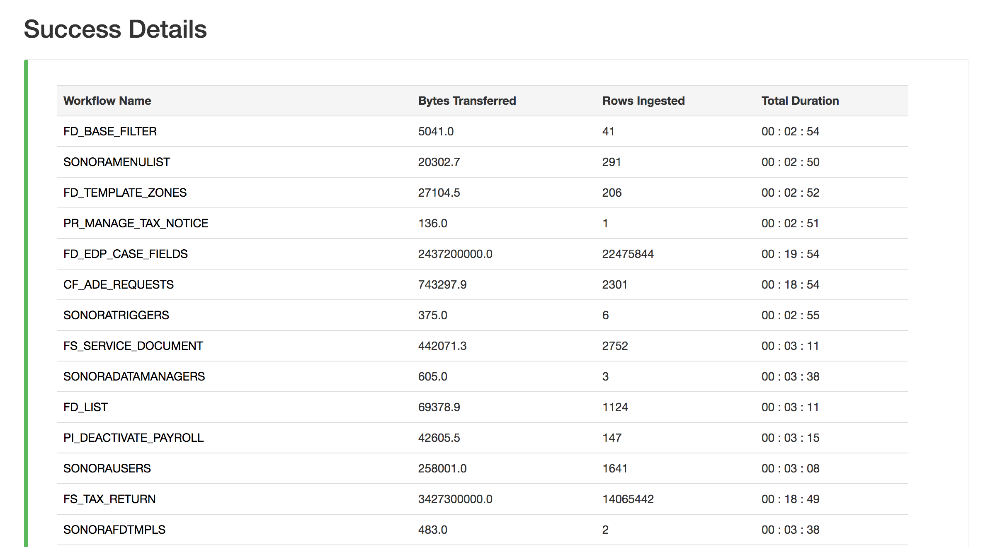 Success Details
Workflow Name Bytes Transferred Rows Ingested Total Duration
FD_BASE_FILTER 5041.0 41 00 : 02 : 54
SONORAMENULIST 20302.7 291 00 : 02 : 50
FD_TEMPLATE_ZONES 27104.5 206 00 : 02 : 52
PR_MANAGE_TAX_NOTICE 136.0 1 00 : 02 : 51
FD_EDP_CASE_FIELDS 2437200000.0 22475844 00 : 19 : 54
CF_ADE_REQUESTS 743297.9 2301 00 : 18 : 54
SONORATRIGGERS 375.0 6 00 : 02 : 55
FS_SERVICE_DOCUMENT 442071.3 2752 00 : 03 : 11
SONORADATAMANAGERS 605.0 3 00 : 03 : 38
FD_LIST 69378.9 1124 00 : 03 : 11
PI_DEACTIVATE_PAYROLL 42605.5 147 00 : 03 : 15
SONORAUSERS 258001.0 1641 00 : 03 : 08
FS_TAX_RETURN 3427300000.0 14065442 00 : 18 : 49
SONORAFDTMPLS 483.0 2 00 : 03 : 38